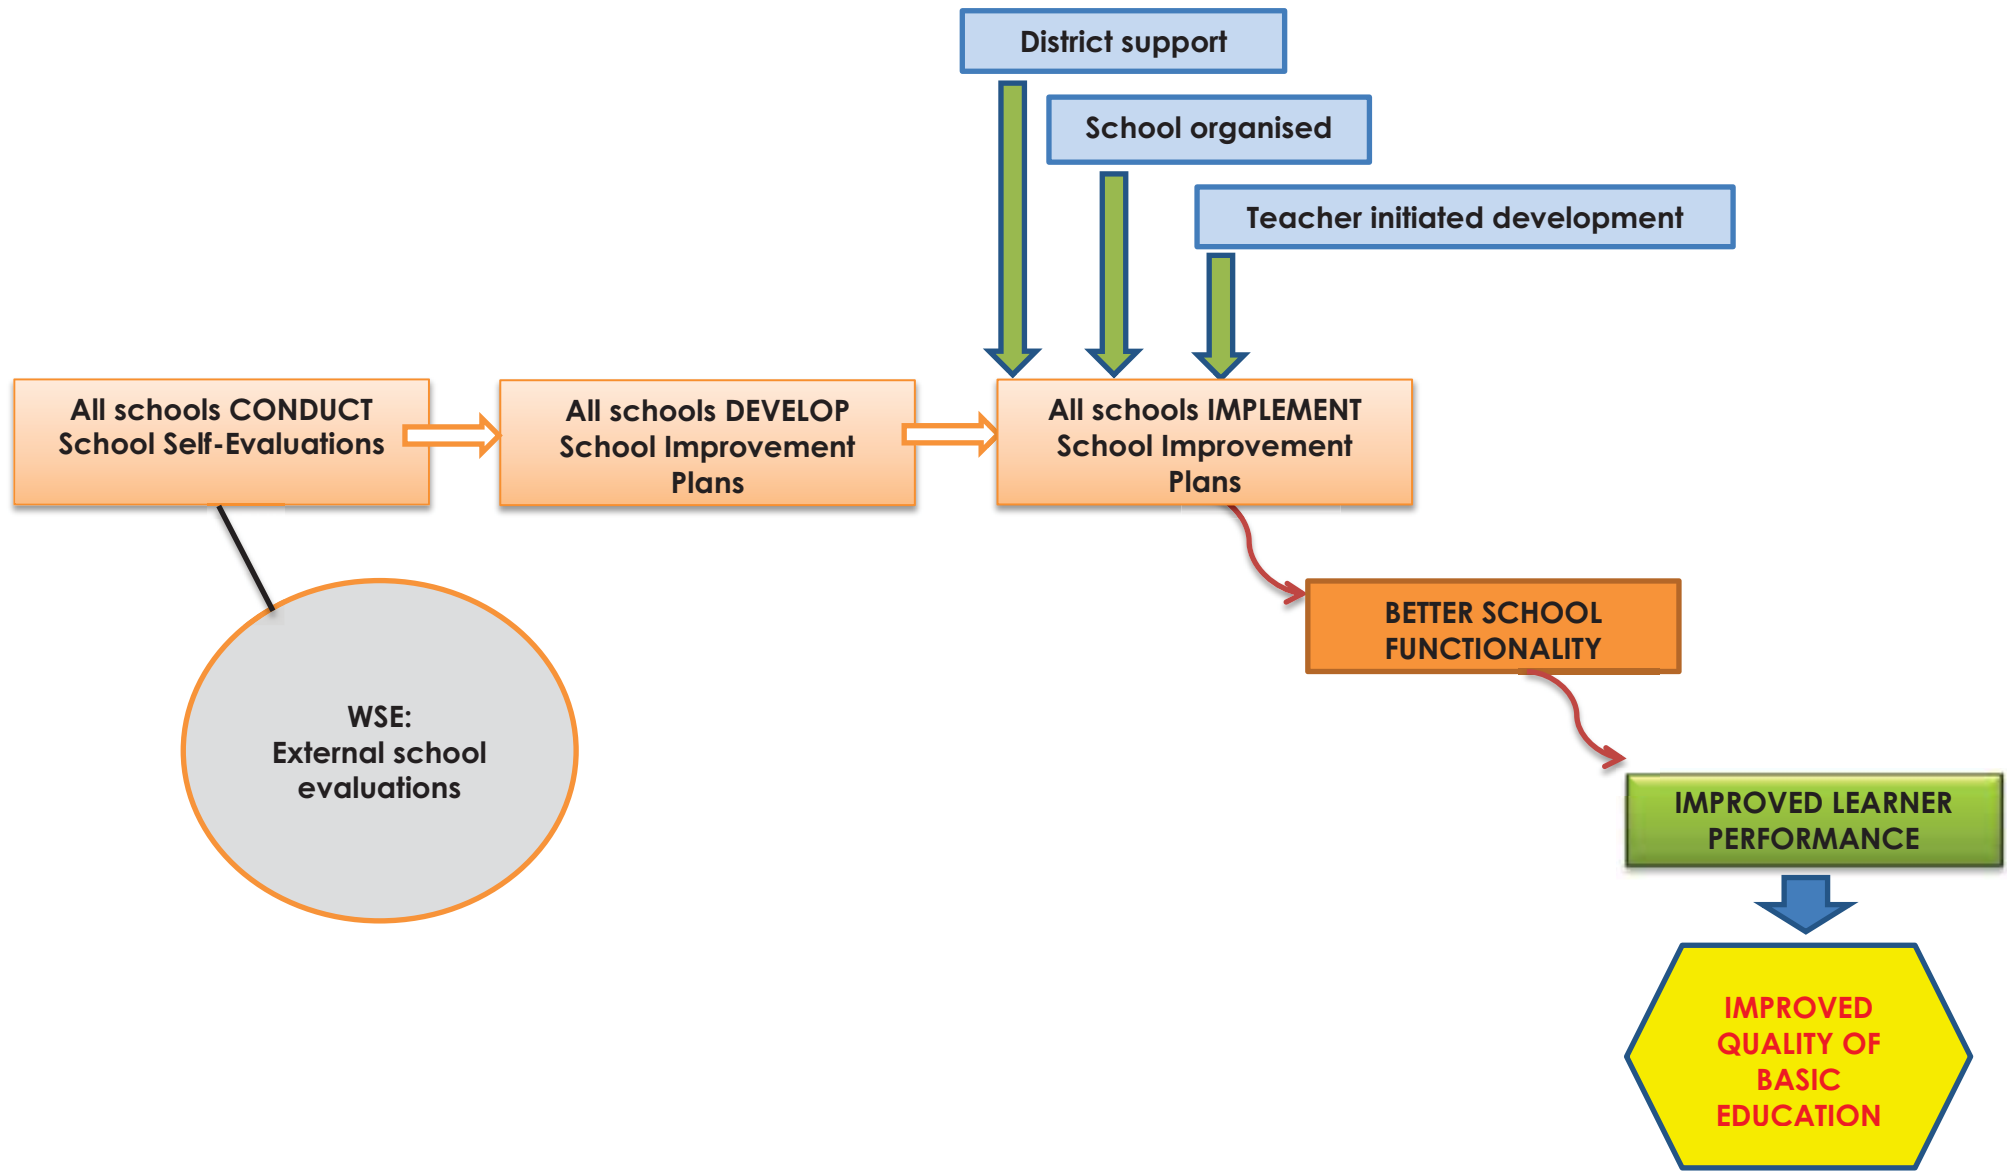 District support
School organised
Teacher initiated development
All schools CONDUCT
School Self-Evaluations
All schools DEVELOP
School Improvement
Plans
All schools IMPLEMENT
School Improvement
Plans
WSE:
External school
evaluations
BETTER SCHOOL
FUNCTIONALITY
IMPROVED LEARNER
PERFORMANCE
IMPROVED
QUALITY OF
BASIC
EDUCATION